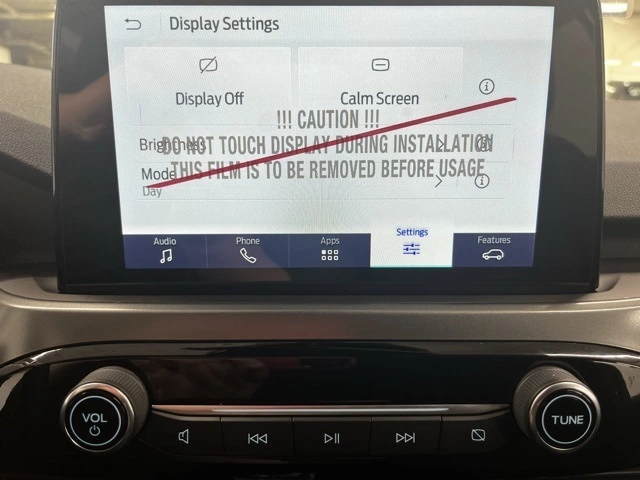 Display Settings
Display Off
Calm Screen
!!! CAUTION !!!
Brightness
DO NOT TOUCH DISPLAY DURING INSTALLATION
THIS FILM IS TO BE REMOVED BEFORE USAGE
Mode
Day
Audio
Phone
Apps
Settings
Features
VOL
TUNE